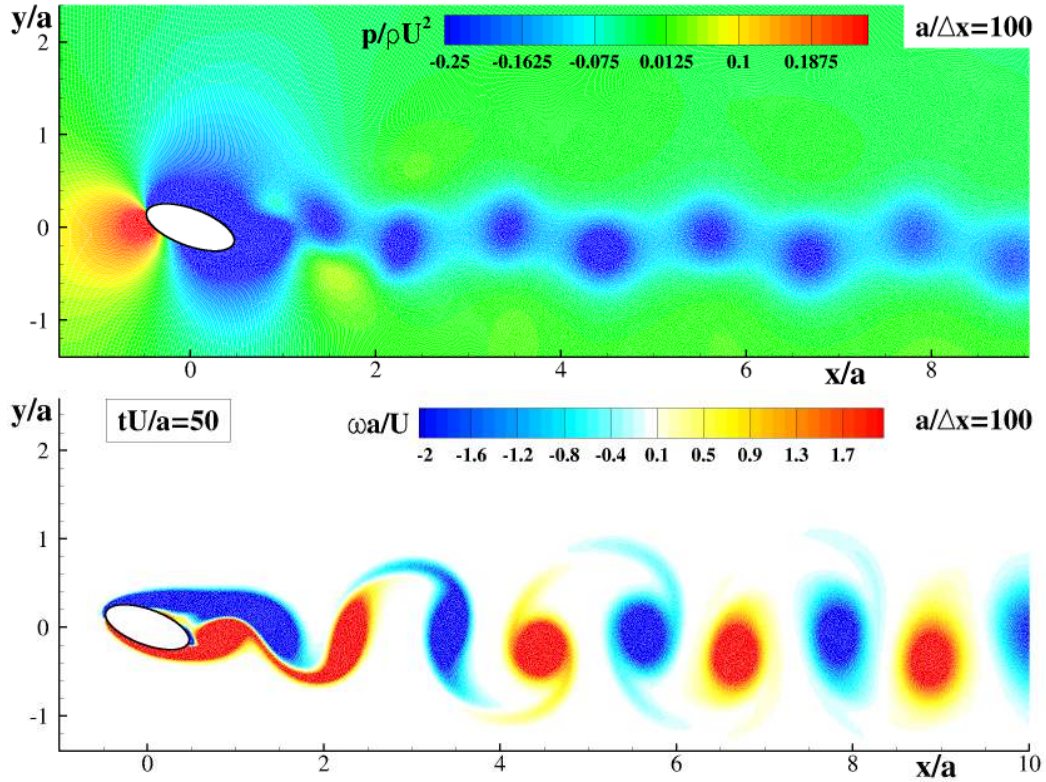 y/a
p/ρU²
a/Δx=100
-0.25 -0.1625 -0.075 0.0125 0.1 0.1875
2
1
0
-1
0 2 4 6 8
x/a
y/a
tU/a=50
ωa/U
a/Δx=100
-2 -1.6 -1.2 -0.8 -0.4 0.1 0.5 0.9 1.3 1.7
2
1
0
-1
0 2 4 6 8 10
x/a